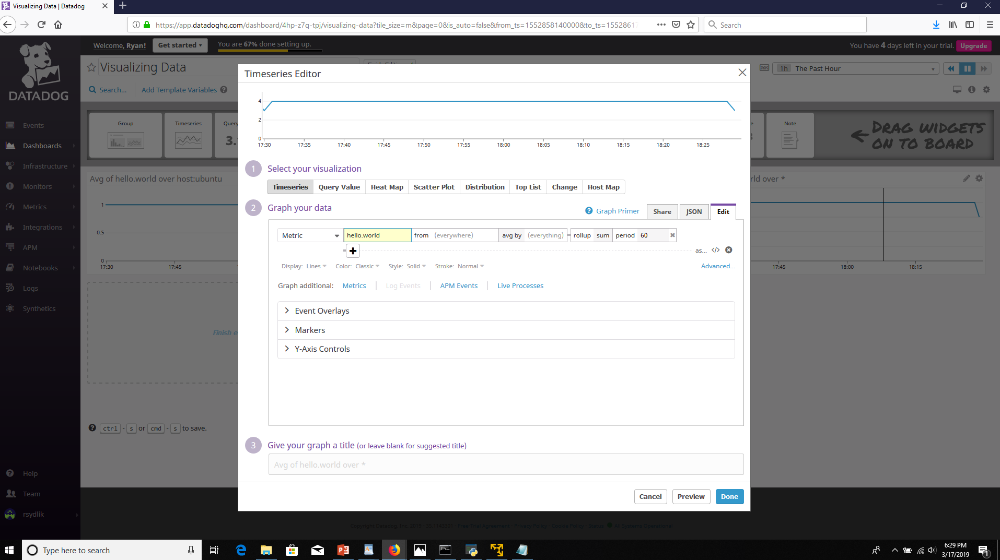 Visualizing Data | Datadog
https://app.datadoghq.com/dashboard/4hp-z7q-tpj/visualizing-data?tile_size=m&page=0&is_auto=false&from_ts=1552858140000&to_ts=15528617
Search
Welcome, Ryan!
Get started
You are 67% done setting up.
You have 4 days left in your trial.
Upgrade
DATADOG
Visualizing Data
1h The Past Hour
Search...
Add Template Variables
Group
Timeseries
Query
3.
Note
DRAG WIDGETS
ON TO BOARD
Events
Dashboards
Infrastructure
Monitors
Metrics
Integrations
APM
Notebooks
Logs
Synthetics
Help
Team
rsydlik
Avg of hello.world over host:ubuntu
1
0.5
0
17:30
17:45
Finish e
ctrl - s or cmd - s to save.
rld over *
17:45
18:00
18:15
Timeseries Editor
4
2
0
17:30 17:35 17:40 17:45 17:50 17:55 18:00 18:05 18:10 18:15 18:20 18:25
1 Select your visualization
Timeseries Query Value Heat Map Scatter Plot Distribution Top List Change Host Map
2 Graph your data
Graph Primer
Share
JSON
Edit
Metric hello.world from (everywhere) avg by (everything) rollup sum period 60
as...
Display: Lines Color: Classic Style: Solid Stroke: Normal
Advanced...
Graph additional: Metrics | Log Events | APM Events | Live Processes
Event Overlays
Markers
Y-Axis Controls
3 Give your graph a title (or leave blank for suggested title)
Avg of hello.world over *
Cancel
Preview
Done
Type here to search
6:29 PM
3/17/2019
1